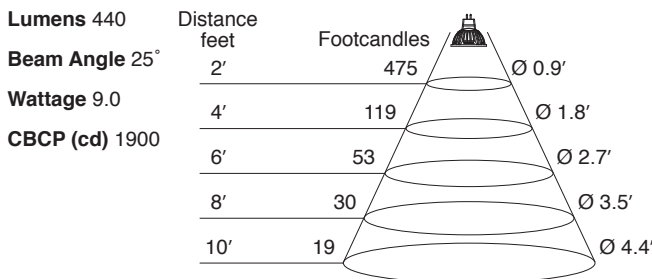 Lumens 440
Beam Angle 25°
Wattage 9.0
CBCP (cd) 1900
Distance
feet
Footcandles
2′ 475 Ø 0.9′
4′ 119 Ø 1.8′
6′ 53 Ø 2.7′
8′ 30 Ø 3.5′
10′ 19 Ø 4.4′